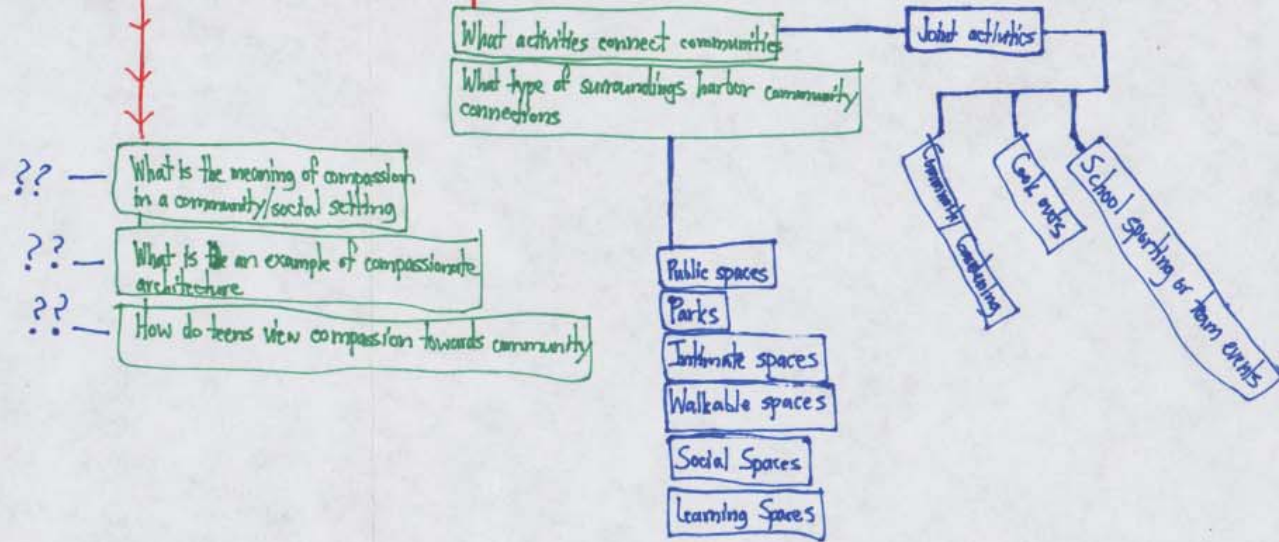 What activities connect communities
Joint activities
What type of surroundings harbor community
connections
??
What is the meaning of compassion
in a community/social setting
??
What is an example of compassionate
architecture
??
How do teens view compassion towards community
Community Gardening
Cook outs
School sporting or team events
Public spaces
Parks
Intimate spaces
Walkable spaces
Social Spaces
Learning Spaces